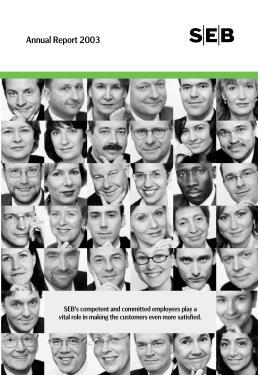 Annual Report 2003
SEB
SEB's competent and committed employees play a
vital role in making the customers even more satisfied.